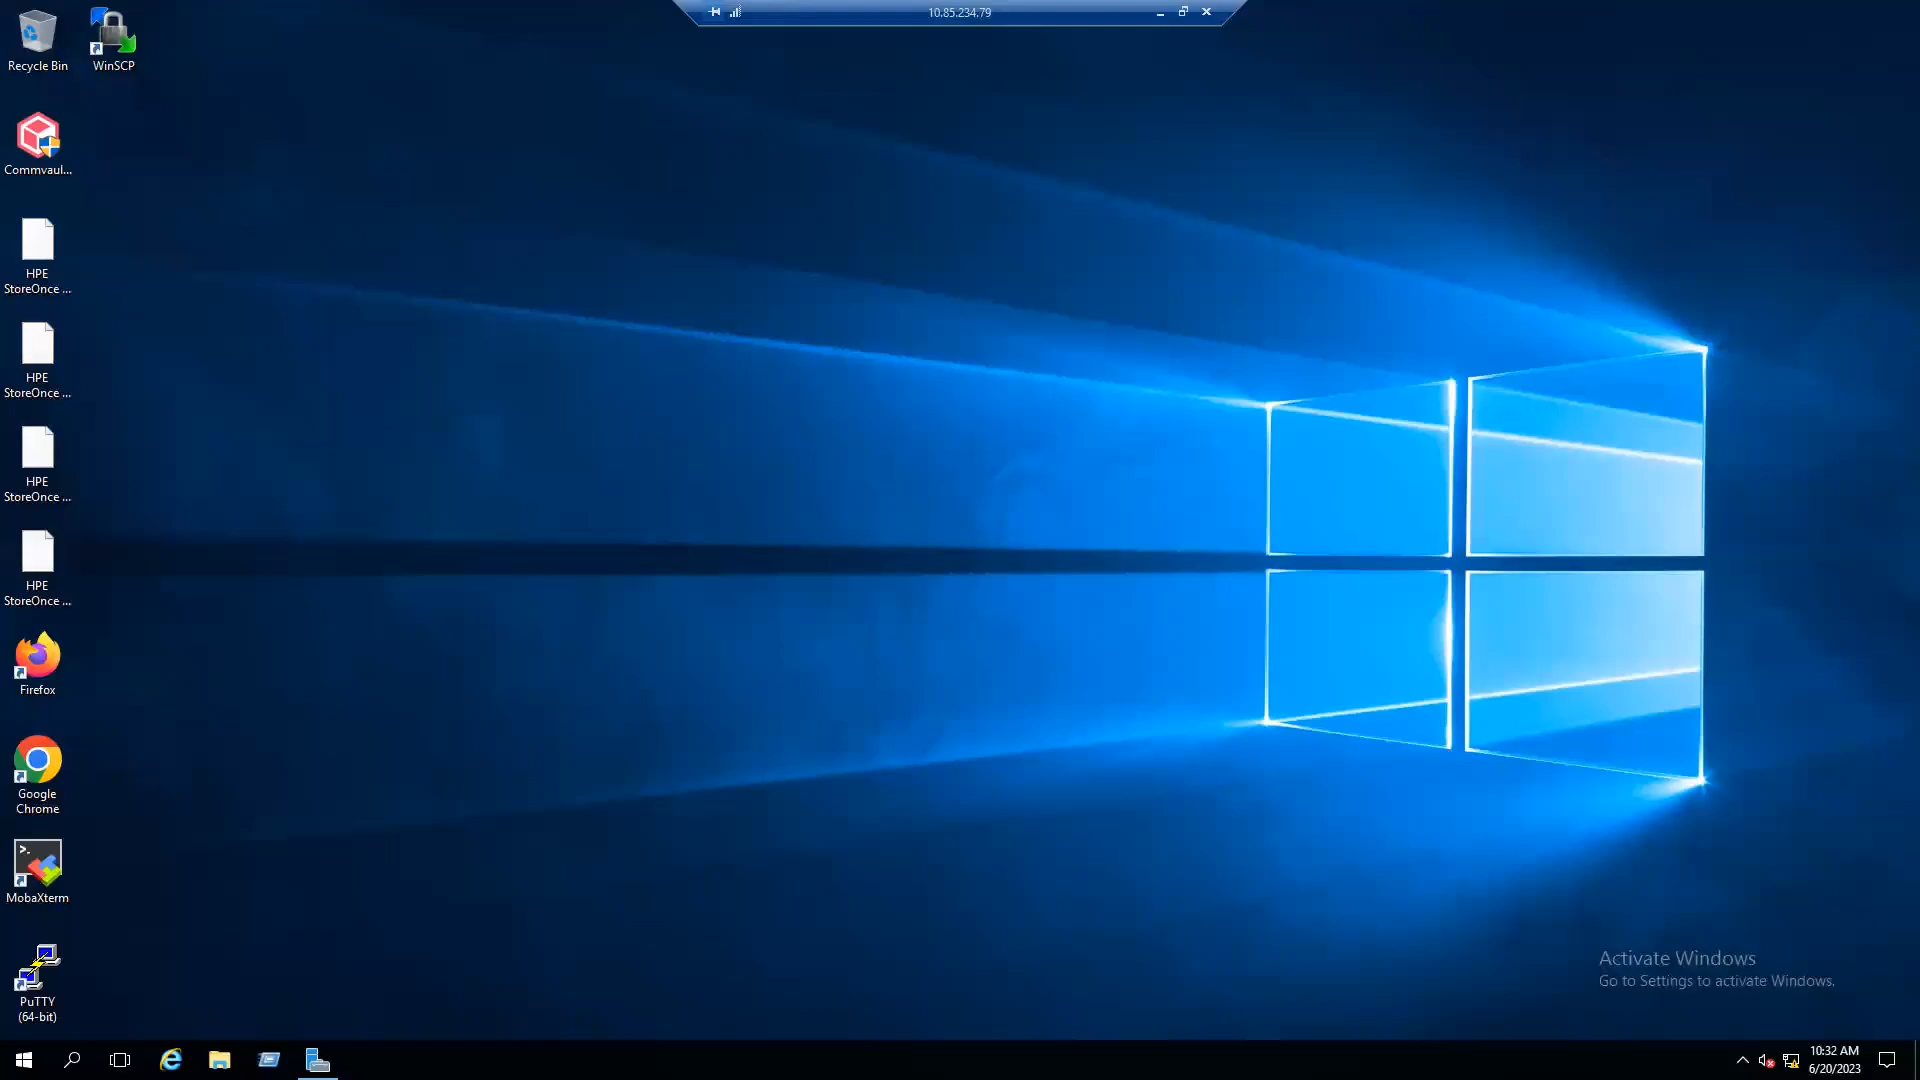 10.85.234.79
Recycle Bin
WinSCP
Commvaul...
HPE
StoreOnce ...
HPE
StoreOnce ...
HPE
StoreOnce ...
HPE
StoreOnce ...
Firefox
Google
Chrome
MobaXterm
PuTTY
(64-bit)
Activate Windows
Go to Settings to activate Windows.
10:32 AM
6/20/2023